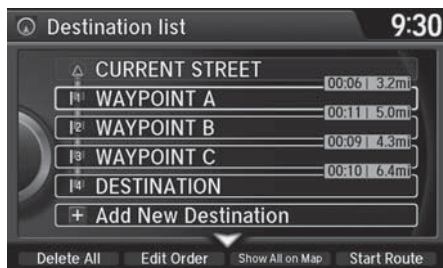 Destination list 9:30
CURRENT STREET
00:06 | 3.2mi
1 WAYPOINT A
00:11 | 5.0mi
2 WAYPOINT B
00:09 | 4.3mi
3 WAYPOINT C
00:10 | 6.4mi
4 DESTINATION
+ Add New Destination
Delete All Edit Order Show All on Map Start Route